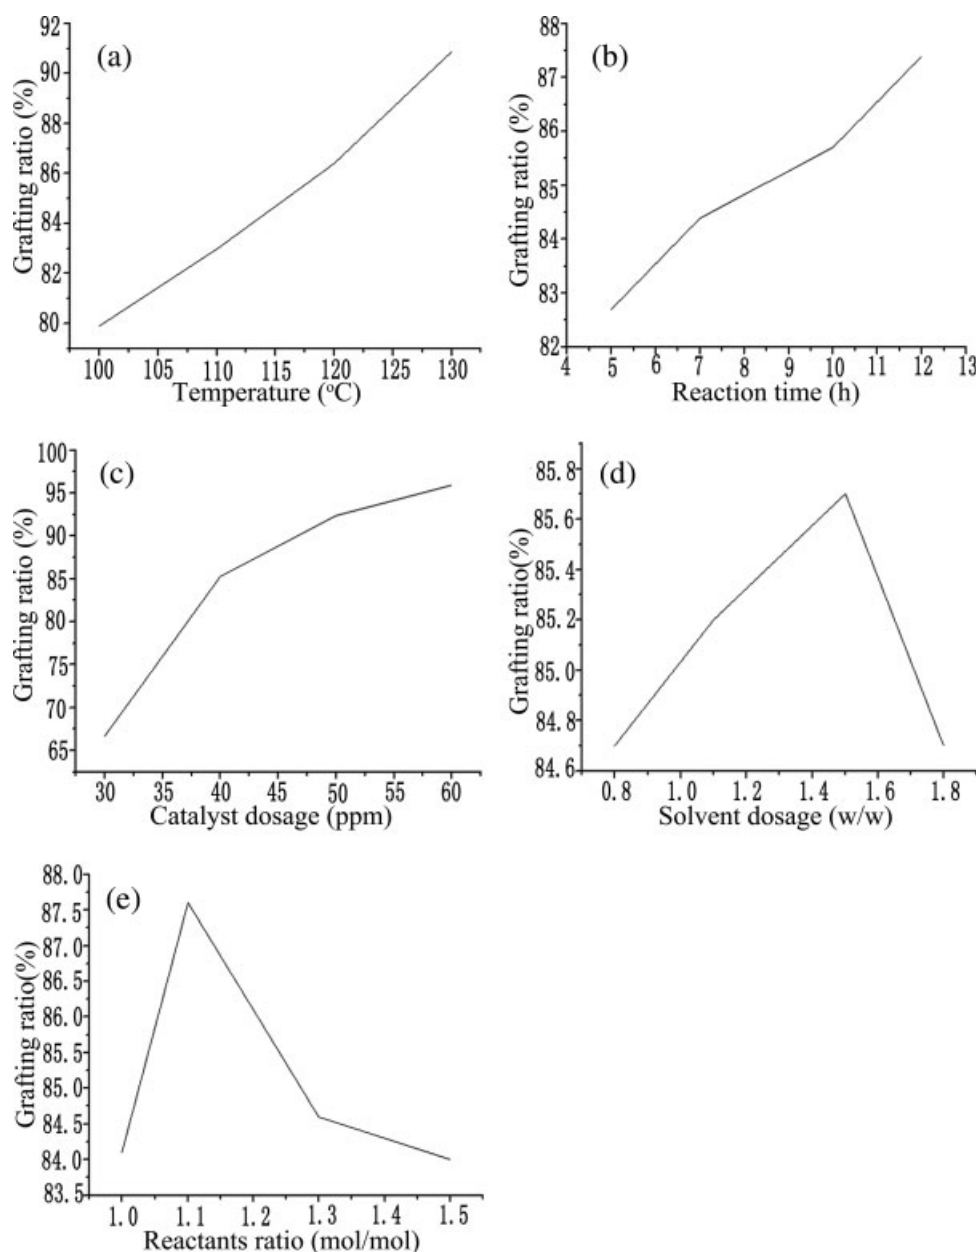 (a)
Grafting ratio (%)
92
90
88
86
84
82
80
100 105 110 115 120 125 130
Temperature (°C)
(b)
Grafting ratio (%)
88
87
86
85
84
83
82
4 5 6 7 8 9 10 11 12 13
Reaction time (h)
(c)
Grafting ratio (%)
100
95
90
85
80
75
70
65
30 35 40 45 50 55 60
Catalyst dosage (ppm)
(d)
Grafting ratio(%)
85.8
85.6
85.4
85.2
85.0
84.8
84.6
0.8 1.0 1.2 1.4 1.6 1.8
Solvent dosage (w/w)
(e)
Grafting ratio(%)
88.0
87.5
87.0
86.5
86.0
85.5
85.0
84.5
84.0
83.5
1.0 1.1 1.2 1.3 1.4 1.5
Reactants ratio (mol/mol)